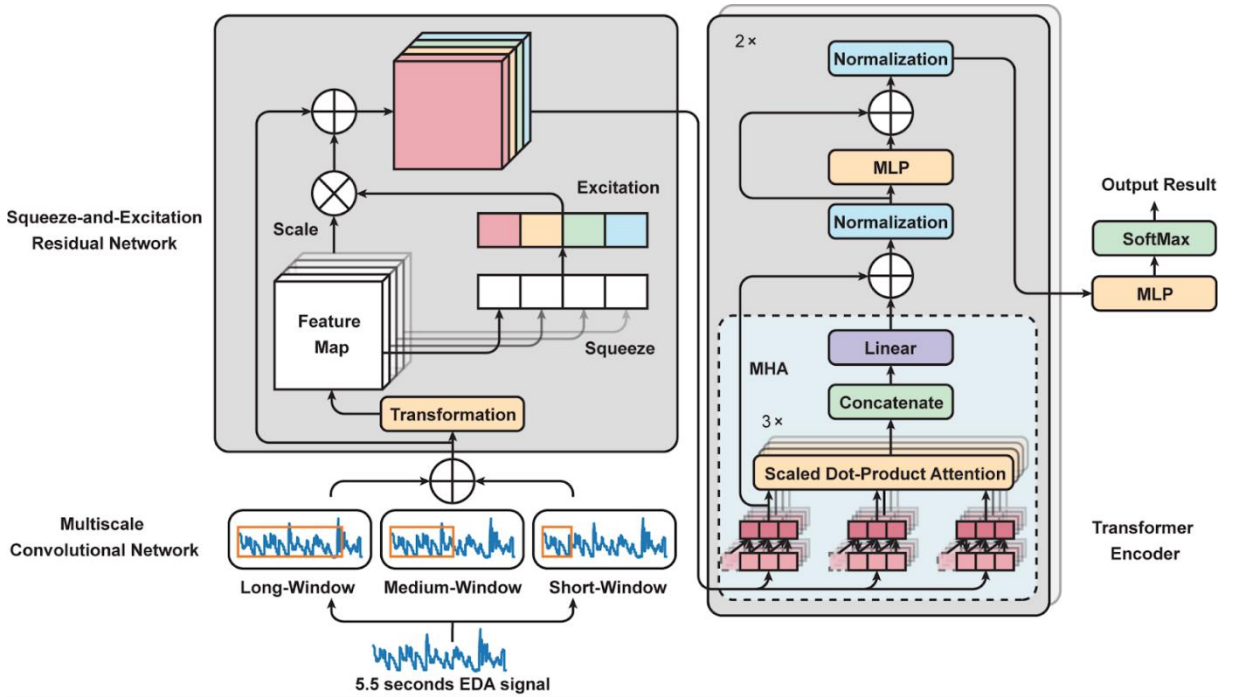 Squeeze-and-Excitation
Residual Network
Scale
Excitation
Squeeze
Feature
Map
Transformation
Multiscale
Convolutional Network
Long-Window
Medium-Window
Short-Window
5.5 seconds EDA signal
2×
Normalization
MLP
Normalization
Linear
MHA
Concatenate
3×
Scaled Dot-Product Attention
Transformer
Encoder
Output Result
SoftMax
MLP